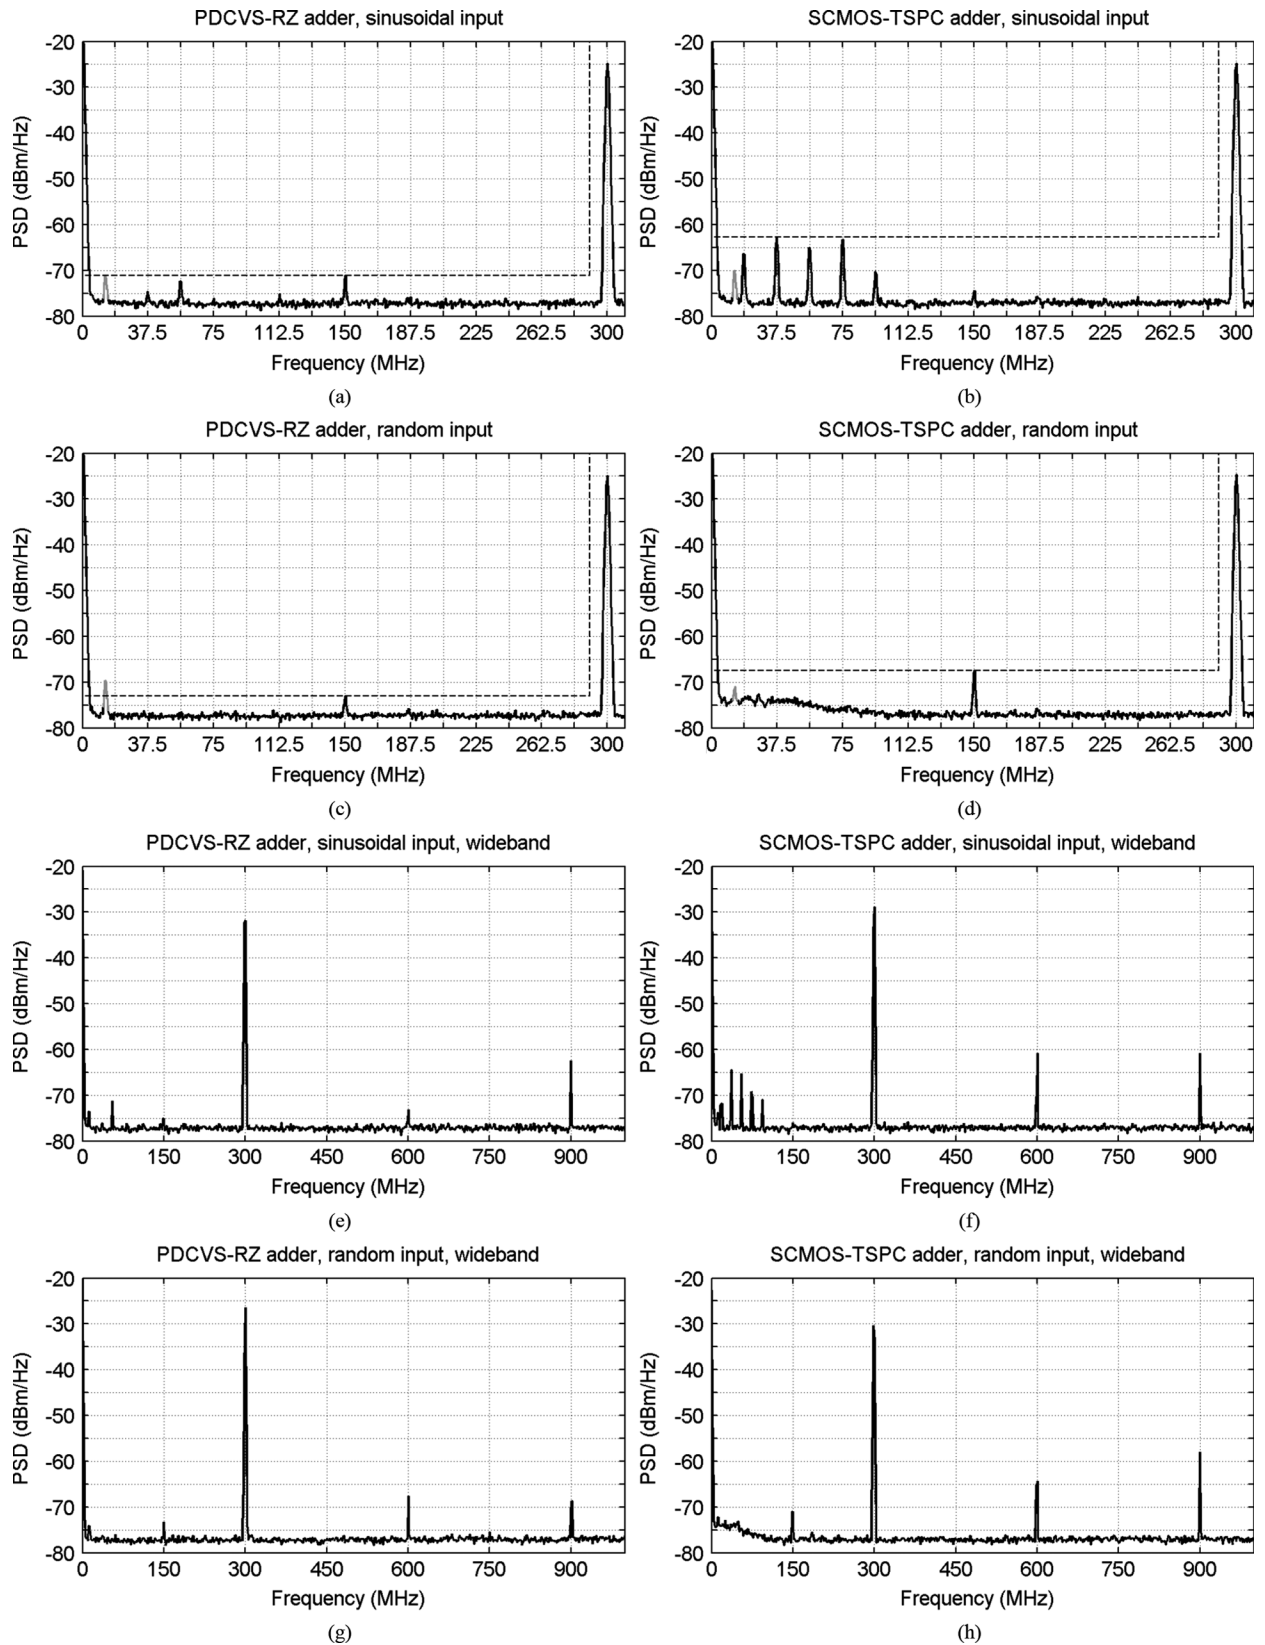 PDCVS-RZ adder, sinusoidal input
PSD (dBm/Hz)
-20
-30
-40
-50
-60
-70
-80
0 37.5 75 112.5 150 187.5 225 262.5 300
Frequency (MHz)
(a)
SCMOS-TSPC adder, sinusoidal input
PSD (dBm/Hz)
-20
-30
-40
-50
-60
-70
-80
0 37.5 75 112.5 150 187.5 225 262.5 300
Frequency (MHz)
(b)
PDCVS-RZ adder, random input
PSD (dBm/Hz)
-20
-30
-40
-50
-60
-70
-80
0 37.5 75 112.5 150 187.5 225 262.5 300
Frequency (MHz)
(c)
SCMOS-TSPC adder, random input
PSD (dBm/Hz)
-20
-30
-40
-50
-60
-70
-80
0 37.5 75 112.5 150 187.5 225 262.5 300
Frequency (MHz)
(d)
PDCVS-RZ adder, sinusoidal input, wideband
PSD (dBm/Hz)
-20
-30
-40
-50
-60
-70
-80
0 150 300 450 600 750 900
Frequency (MHz)
(e)
SCMOS-TSPC adder, sinusoidal input, wideband
PSD (dBm/Hz)
-20
-30
-40
-50
-60
-70
-80
0 150 300 450 600 750 900
Frequency (MHz)
(f)
PDCVS-RZ adder, random input, wideband
PSD (dBm/Hz)
-20
-30
-40
-50
-60
-70
-80
0 150 300 450 600 750 900
Frequency (MHz)
(g)
SCMOS-TSPC adder, random input, wideband
PSD (dBm/Hz)
-20
-30
-40
-50
-60
-70
-80
0 150 300 450 600 750 900
Frequency (MHz)
(h)